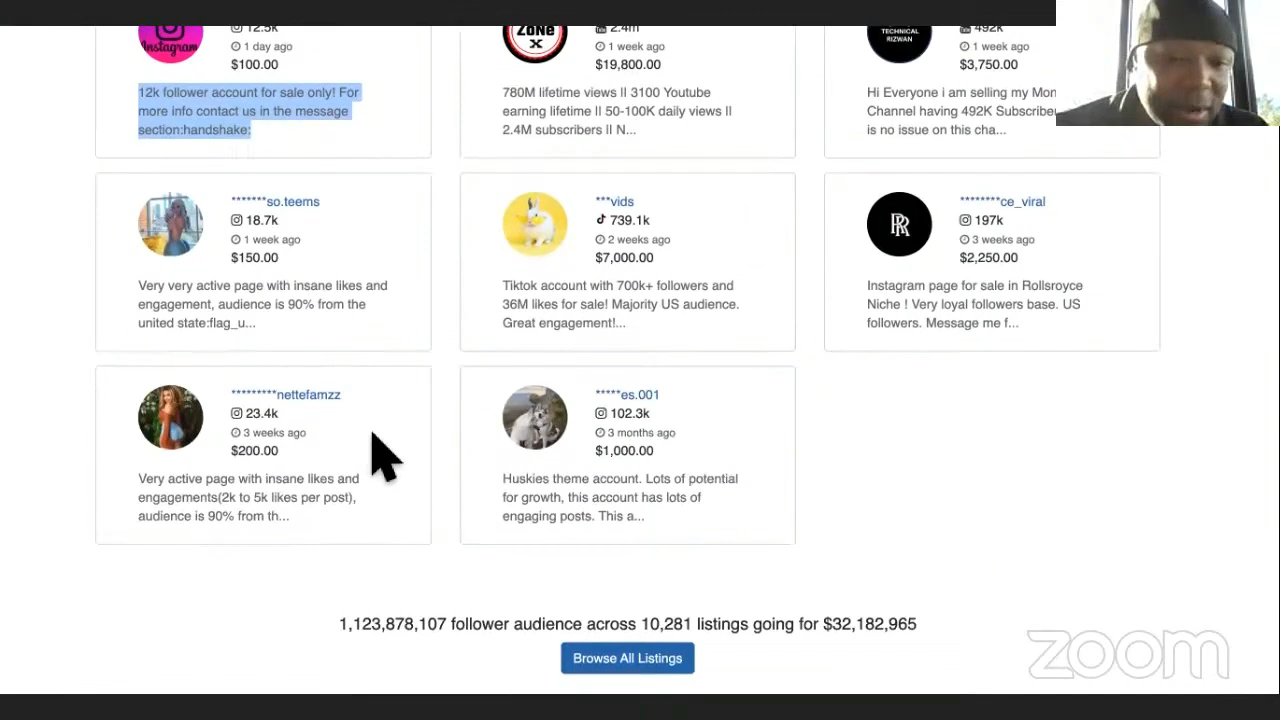 Instagram
12.5k
1 day ago
$100.00
12k follower account for sale only! For
more info contact us in the message
section:handshake:
ZONE
X
2.4m
1 week ago
$19,800.00
780M lifetime views II 3100 Youtube
earning lifetime II 50-100K daily views II
2.4M subscribers II N...
TECHNICAL
RIZWAN
492k
1 week ago
$3,750.00
Hi Everyone i am selling my Mon
Channel having 492K Subscribe
is no issue on this cha...
*******so.teems
18.7k
1 week ago
$150.00
Very very active page with insane likes and
engagement, audience is 90% from the
united state:flag_u...
***vids
739.1k
2 weeks ago
$7,000.00
Tiktok account with 700k+ followers and
36M likes for sale! Majority US audience.
Great engagement!...
RR
********ce_viral
197k
3 weeks ago
$2,250.00
Instagram page for sale in Rollsroyce
Niche ! Very loyal followers base. US
followers. Message me f...
*********nettefamzz
23.4k
3 weeks ago
$200.00
Very active page with insane likes and
engagements(2k to 5k likes per post),
audience is 90% from th...
*****es.001
102.3k
3 months ago
$1,000.00
Huskies theme account. Lots of potential
for growth, this account has lots of
engaging posts. This a...
1,123,878,107 follower audience across 10,281 listings going for $32,182,965
Browse All Listings
zoom